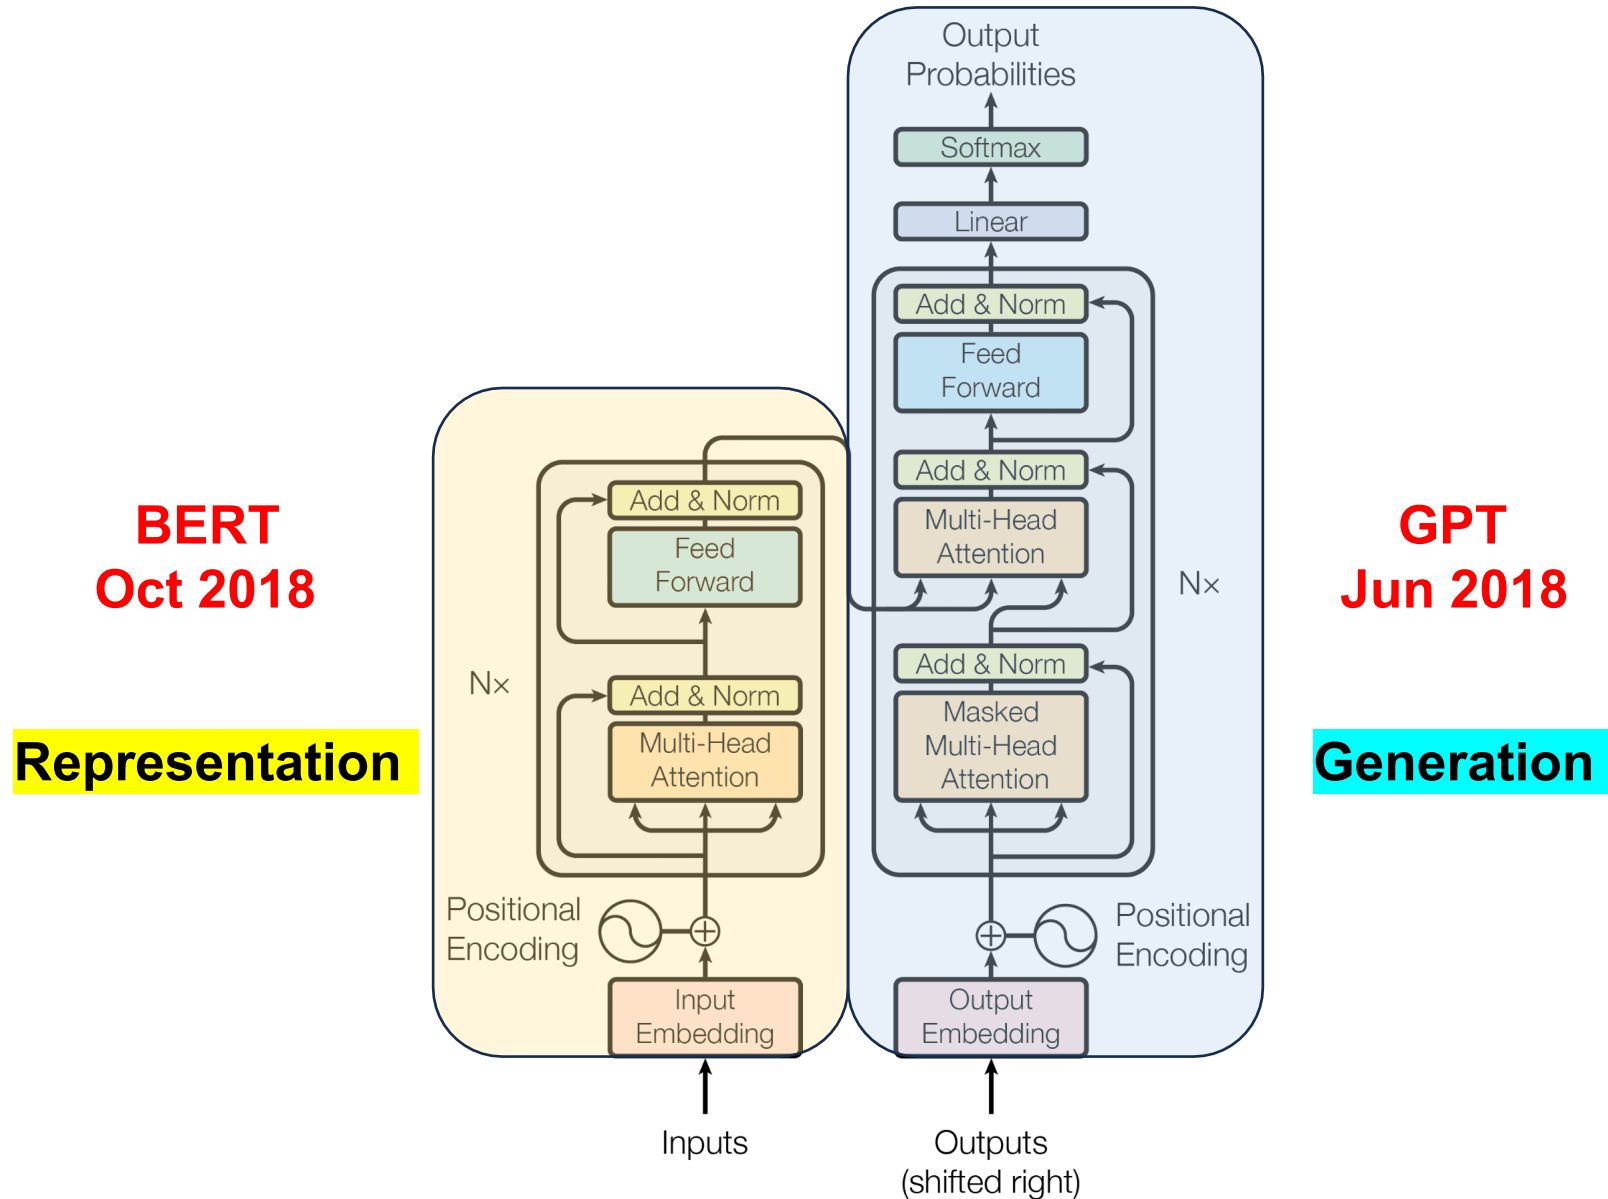 BERT
Oct 2018
Representation
Add & Norm
Feed
Forward
Nx
Add & Norm
Multi-Head
Attention
Positional
Encoding
Input
Embedding
Inputs
Output
Probabilities
Softmax
Linear
Add & Norm
Feed
Forward
Add & Norm
Multi-Head
Attention
Nx
Add & Norm
Masked
Multi-Head
Attention
Positional
Encoding
Output
Embedding
Outputs
(shifted right)
GPT
Jun 2018
Generation